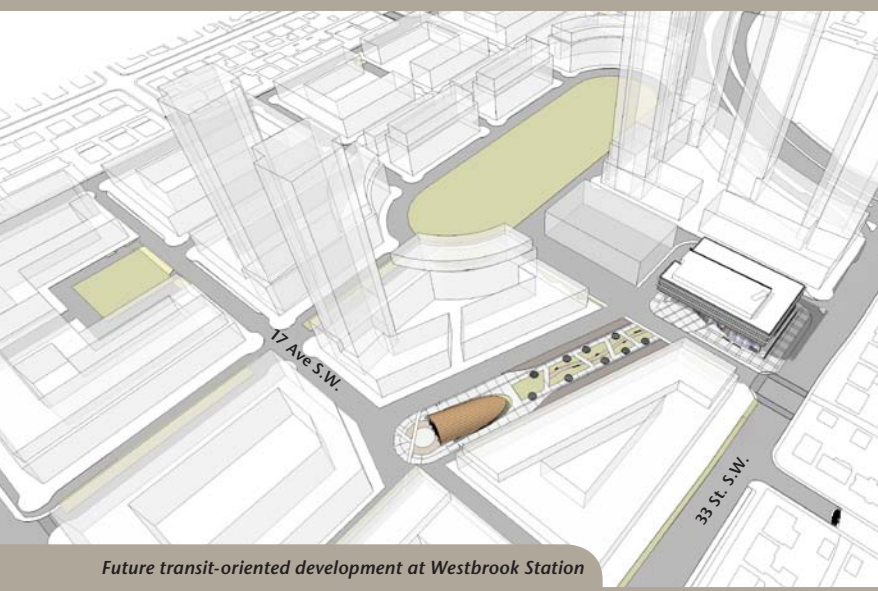 17 Ave S.W.
33 St. S.W.
Future transit-oriented development at Westbrook Station